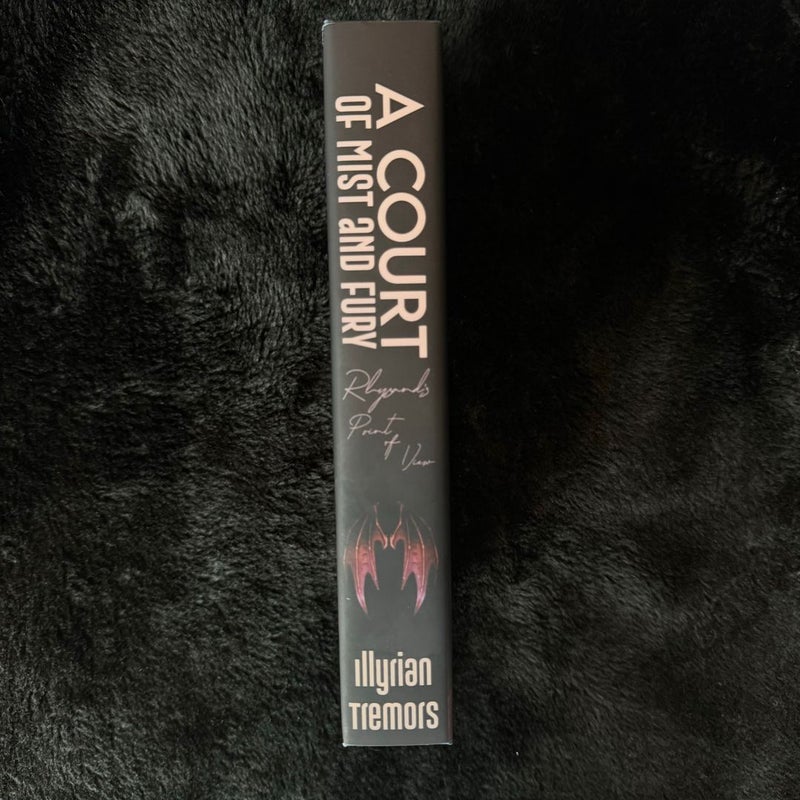 A COURT
OF MIST AND FURY
Rhysand's
Point
of
View
Illyrian
Tremors